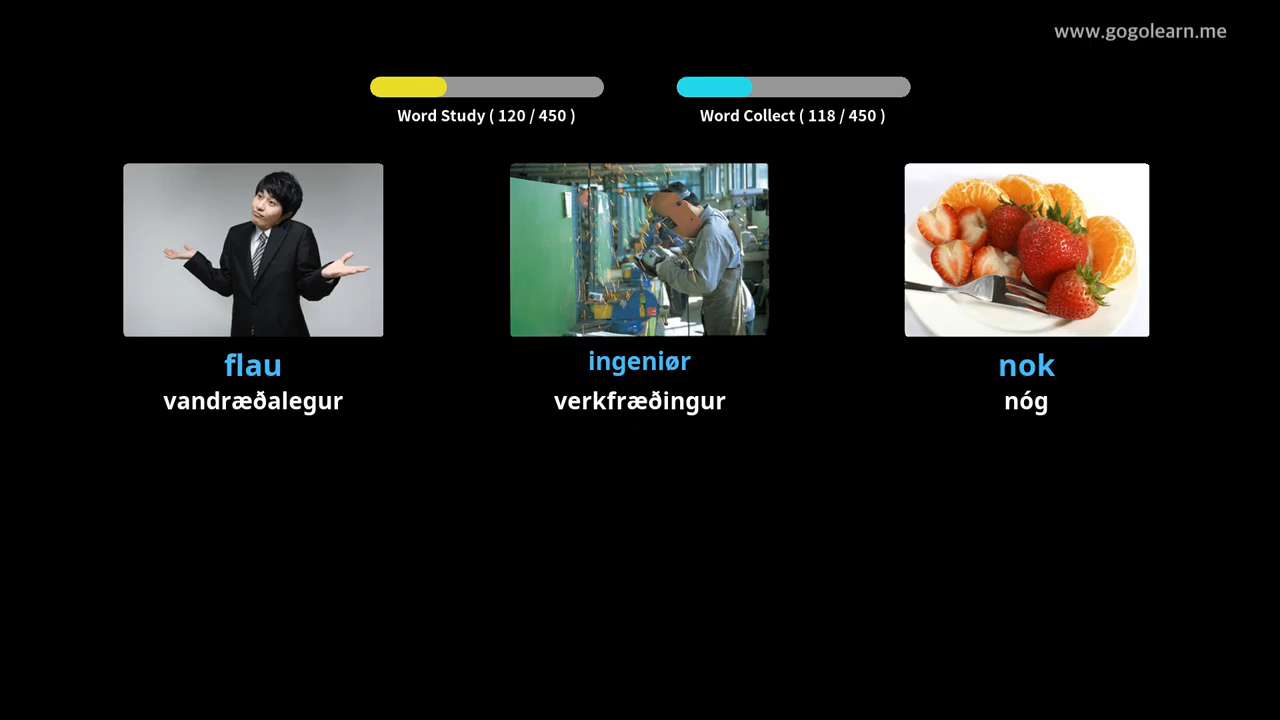 www.gogolearn.me
Word Study ( 120 / 450 )
Word Collect ( 118 / 450 )
flau
vandræðalegur
ingeniør
verkfræðingur
nok
nóg